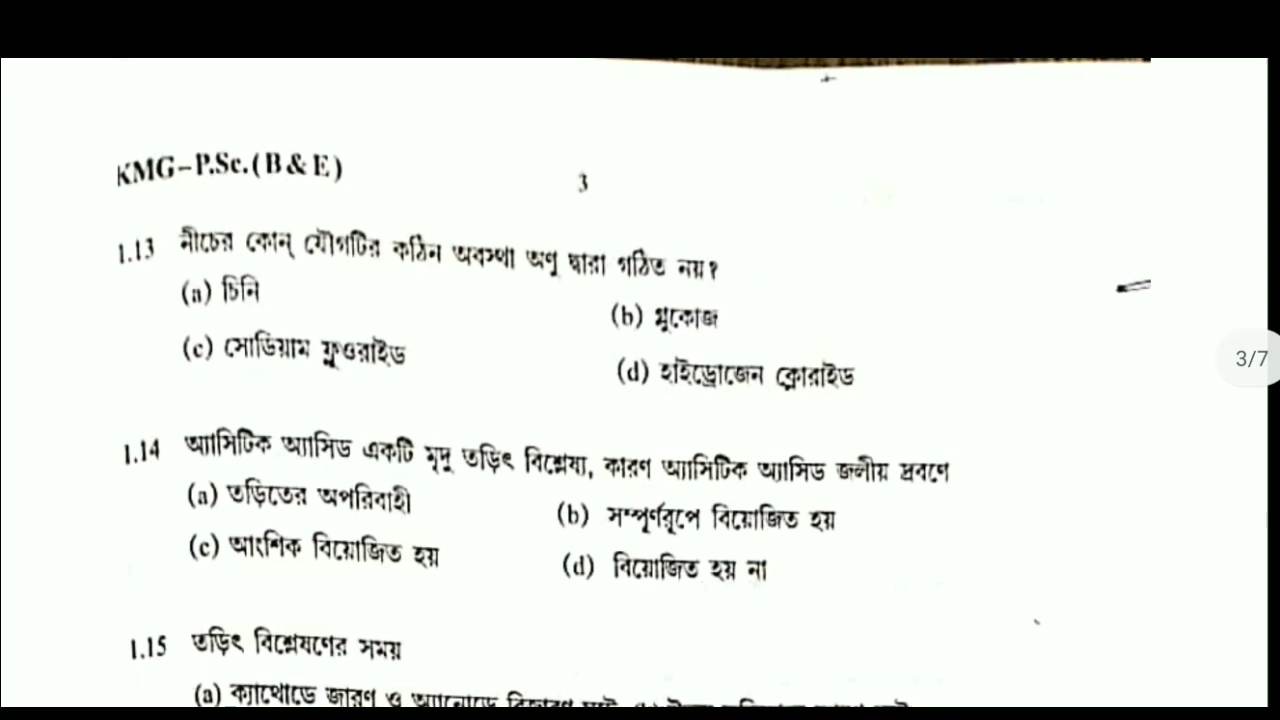 KMG-P.Sc.(B & E)
3
1.13 নীচের কোন্ যৌগটির কঠিন অবস্থা অণু দ্বারা গঠিত নয়?
(a) চিনি
(b) গ্লুকোজ
(c) সোডিয়াম ফ্লুওরাইড
(d) হাইড্রোজেন ক্লোরাইড
3/7
1.14 অ্যাসিটিক অ্যাসিড একটি মৃদু তড়িৎ বিশ্লেষ্য, কারণ অ্যাসিটিক অ্যাসিড জলীয় দ্রবণে
(a) তড়িতের অপরিবাহী
(b) সম্পূর্ণরূপে বিয়োজিত হয়
(c) আংশিক বিয়োজিত হয়
(d) বিয়োজিত হয় না
1.15 তড়িৎ বিশ্লেষণের সময়
(a) ক্যাথোডে জারণ ও অ্যানোডে